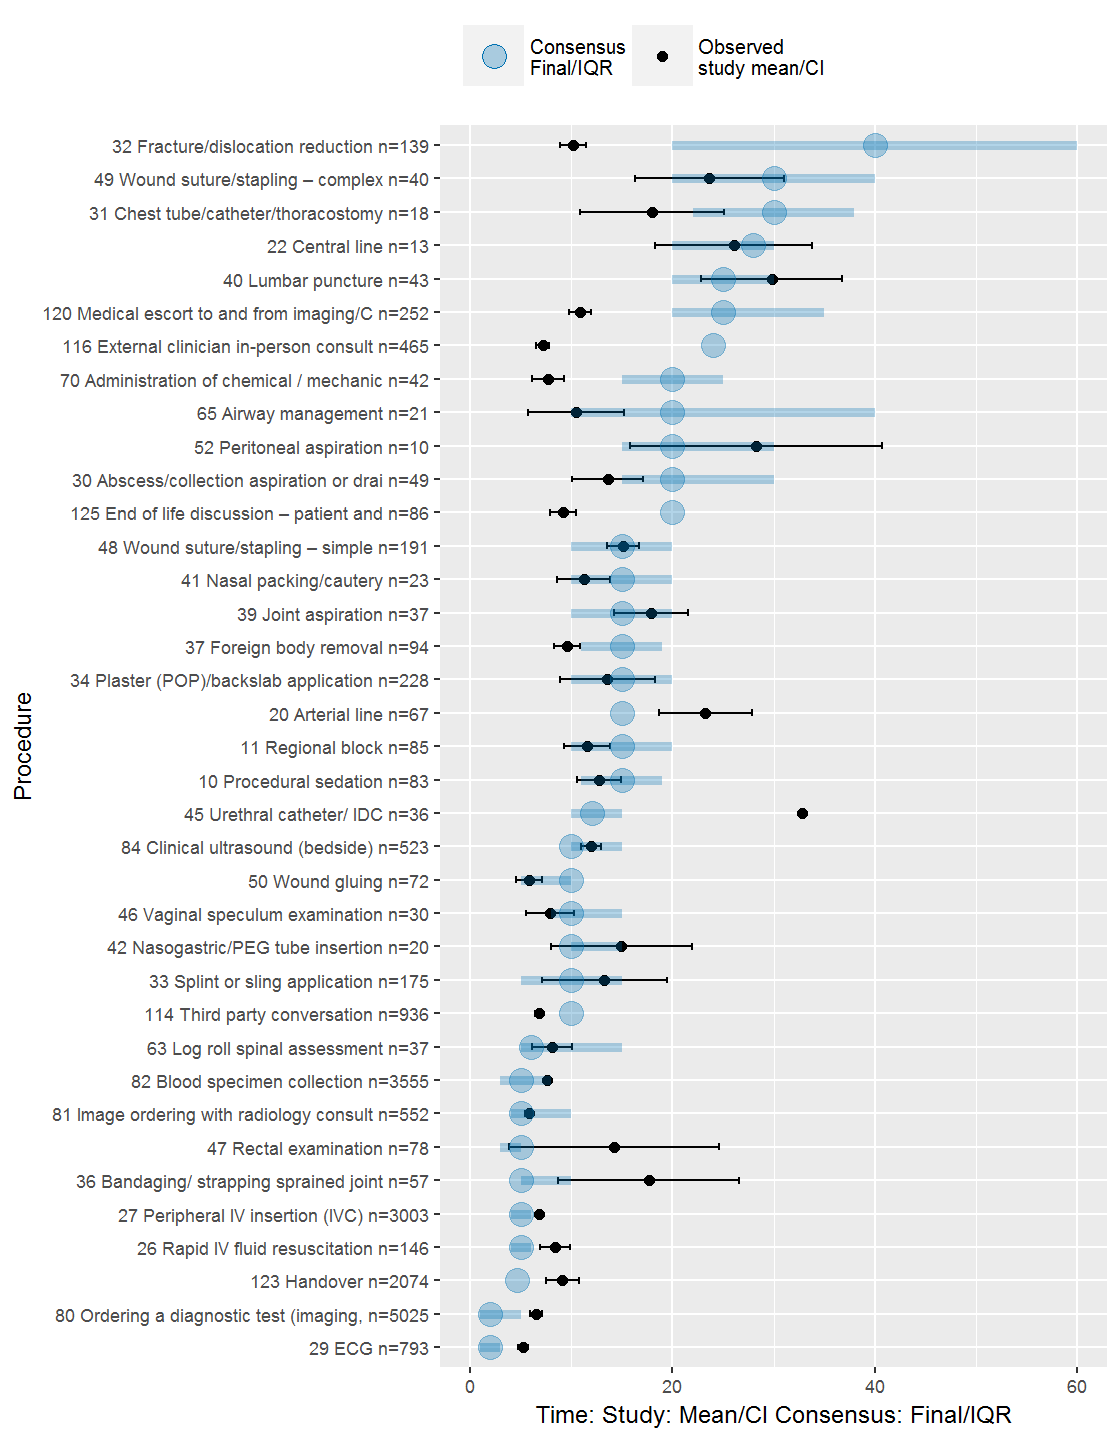 Consensus
Final/IQR
Observed
study mean/CI
Procedure
32 Fracture/dislocation reduction n=139
49 Wound suture/stapling – complex n=40
31 Chest tube/catheter/thoracostomy n=18
22 Central line n=13
40 Lumbar puncture n=43
120 Medical escort to and from imaging/C n=252
116 External clinician in-person consult n=465
70 Administration of chemical / mechanic n=42
65 Airway management n=21
52 Peritoneal aspiration n=10
30 Abscess/collection aspiration or drai n=49
125 End of life discussion – patient and n=86
48 Wound suture/stapling – simple n=191
41 Nasal packing/cautery n=23
39 Joint aspiration n=37
37 Foreign body removal n=94
34 Plaster (POP)/backslab application n=228
20 Arterial line n=67
11 Regional block n=85
10 Procedural sedation n=83
45 Urethral catheter/ IDC n=36
84 Clinical ultrasound (bedside) n=523
50 Wound gluing n=72
46 Vaginal speculum examination n=30
42 Nasogastric/PEG tube insertion n=20
33 Splint or sling application n=175
114 Third party conversation n=936
63 Log roll spinal assessment n=37
82 Blood specimen collection n=3555
81 Image ordering with radiology consult n=552
47 Rectal examination n=78
36 Bandaging/ strapping sprained joint n=57
27 Peripheral IV insertion (IVC) n=3003
26 Rapid IV fluid resuscitation n=146
123 Handover n=2074
80 Ordering a diagnostic test (imaging, n=5025
29 ECG n=793
0 20 40 60
Time: Study: Mean/CI Consensus: Final/IQR